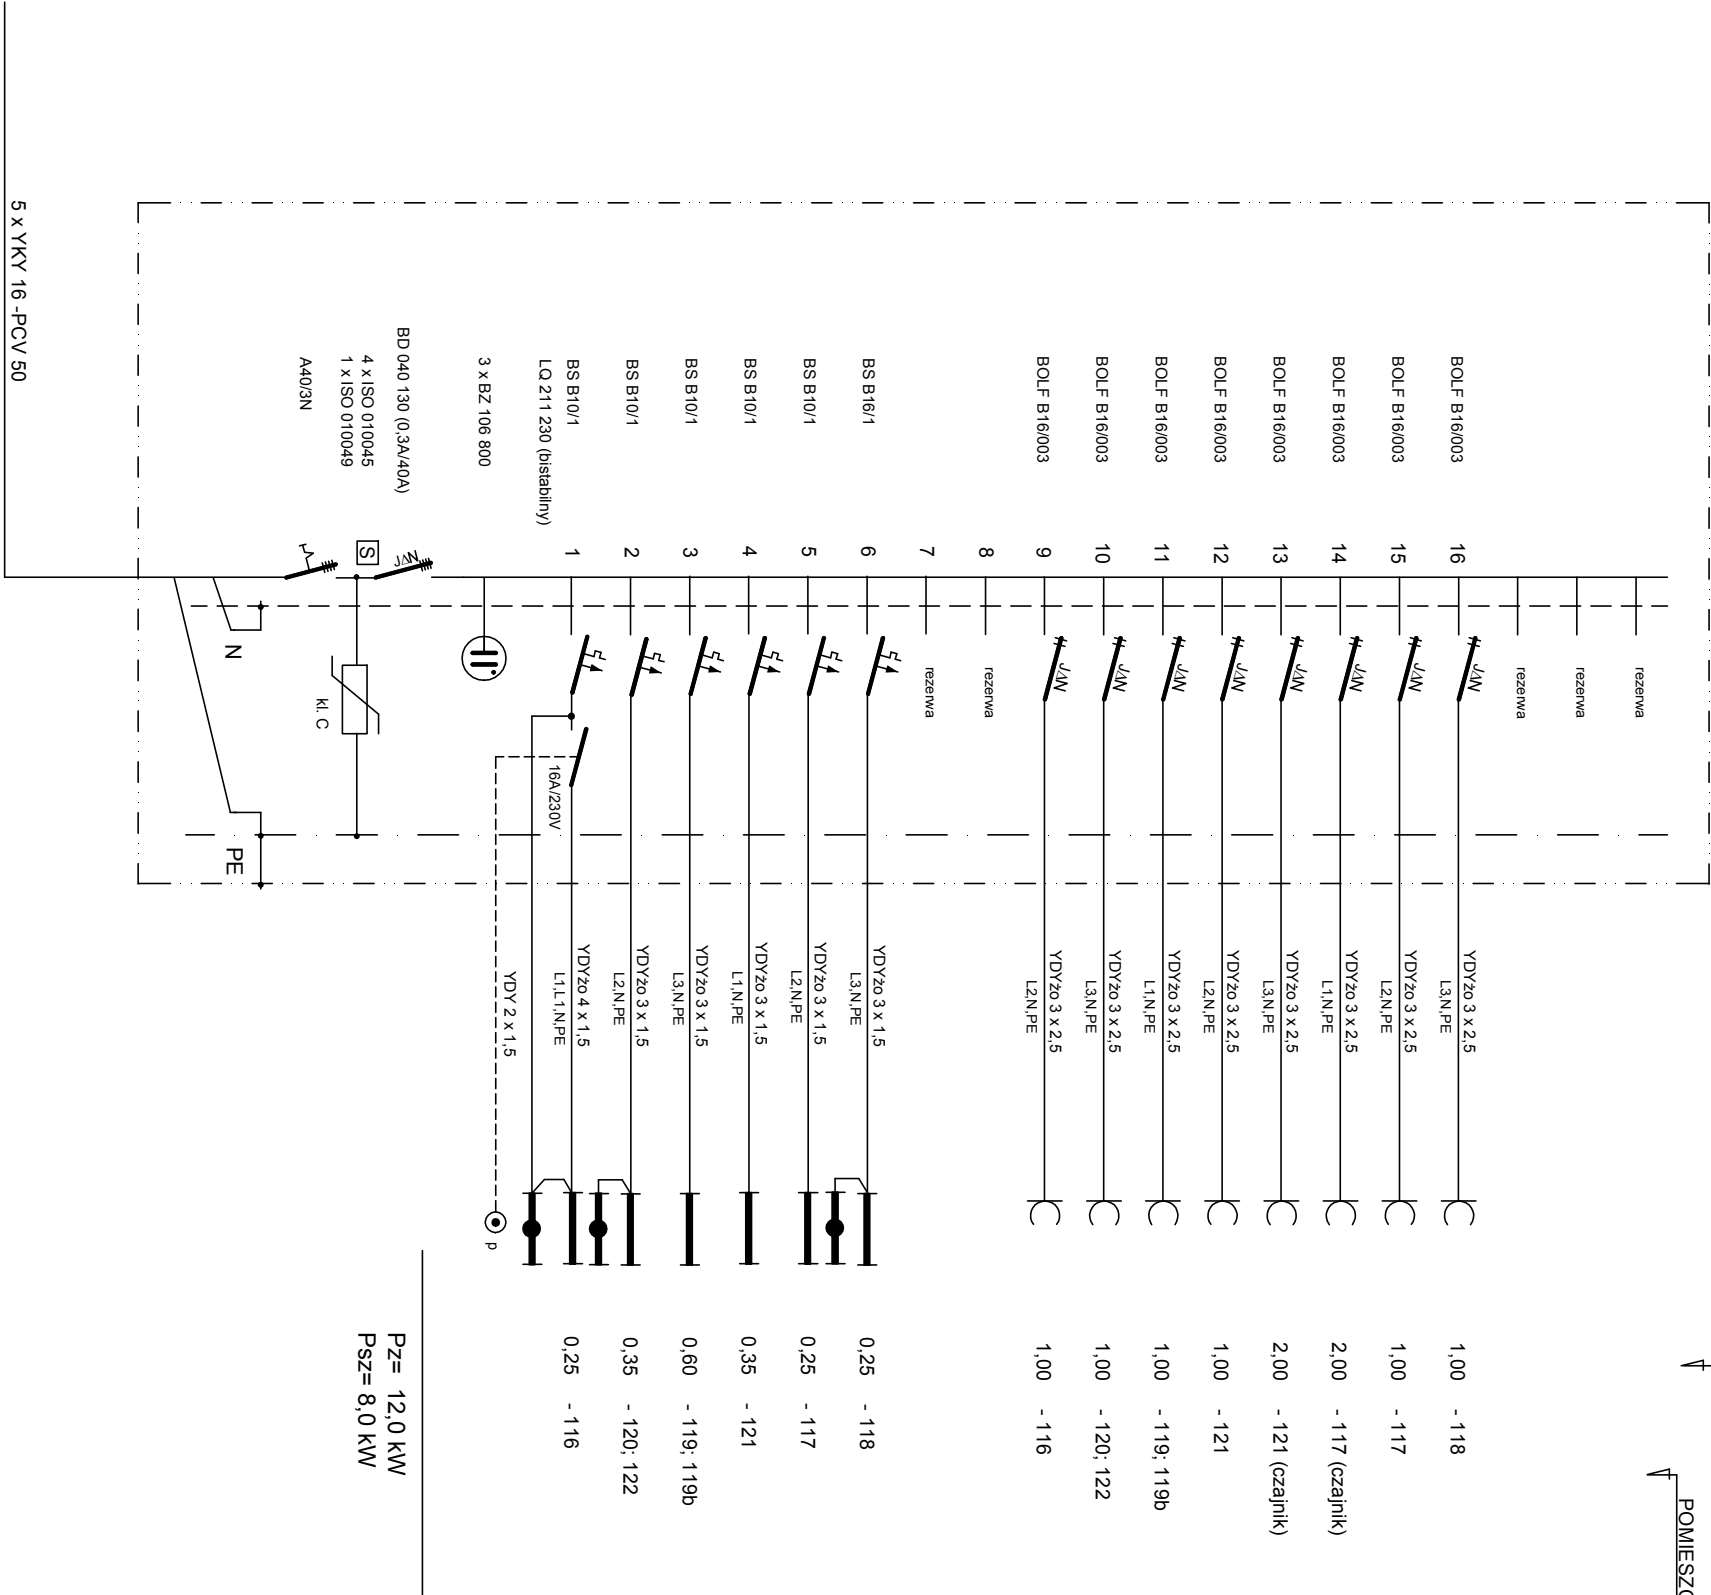 POMIESZC
BOLF B16/003
BOLF B16/003
BOLF B16/003
BOLF B16/003
BOLF B16/003
BOLF B16/003
BOLF B16/003
BOLF B16/003
BS B16/1
BS B10/1
BS B10/1
BS B10/1
BS B10/1
BS B10/1
LQ 211 230 (bistabilny)
3 x BZ 106 800
BD 040 130 (0,3A/40A)
4 x ISO 010045
1 x ISO 010049
A40/3N
5 x YKY 16 -PCV 50
16
15
14
13
12
11
10
9
8
7
6
5
4
3
2
1
S
rezerwa
rezerwa
rezerwa
rezerwa
rezerwa
N
kl. C
16A/230V
PE
YDYżo 3 x 2,5
L3,N,PE
YDYżo 3 x 2,5
L2,N,PE
YDYżo 3 x 2,5
L1,N,PE
YDYżo 3 x 2,5
L3,N,PE
YDYżo 3 x 2,5
L2,N,PE
YDYżo 3 x 2,5
L1,N,PE
YDYżo 3 x 2,5
L3,N,PE
YDYżo 3 x 2,5
L2,N,PE
YDYżo 3 x 1,5
L3,N,PE
YDYżo 3 x 1,5
L2,N,PE
YDYżo 3 x 1,5
L1,N,PE
YDYżo 3 x 1,5
L3,N,PE
YDYżo 3 x 1,5
L2,N,PE
YDYżo 4 x 1,5
L1,L1,N,PE
YDY 2 x 1,5
p
1,00 - 118
1,00 - 117
2,00 - 117 (czajnik)
2,00 - 121 (czajnik)
1,00 - 121
1,00 - 119; 119b
1,00 - 120; 122
1,00 - 116
0,25 - 118
0,25 - 117
0,35 - 121
0,60 - 119; 119b
0,35 - 120; 122
0,25 - 116
Pz= 12,0 kW
Psz= 8,0 kW